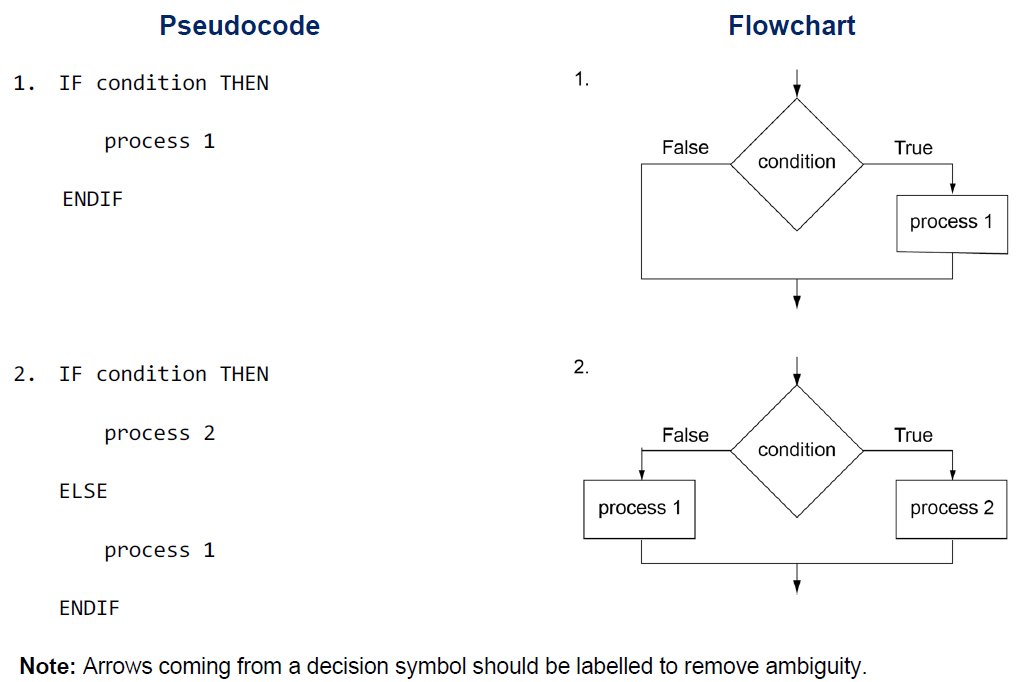 Pseudocode
Flowchart
1. IF condition THEN
process 1
ENDIF
1.
False
condition
True
process 1
2. IF condition THEN
process 2
ELSE
process 1
ENDIF
2.
False
condition
True
process 1
process 2
Note: Arrows coming from a decision symbol should be labelled to remove ambiguity.